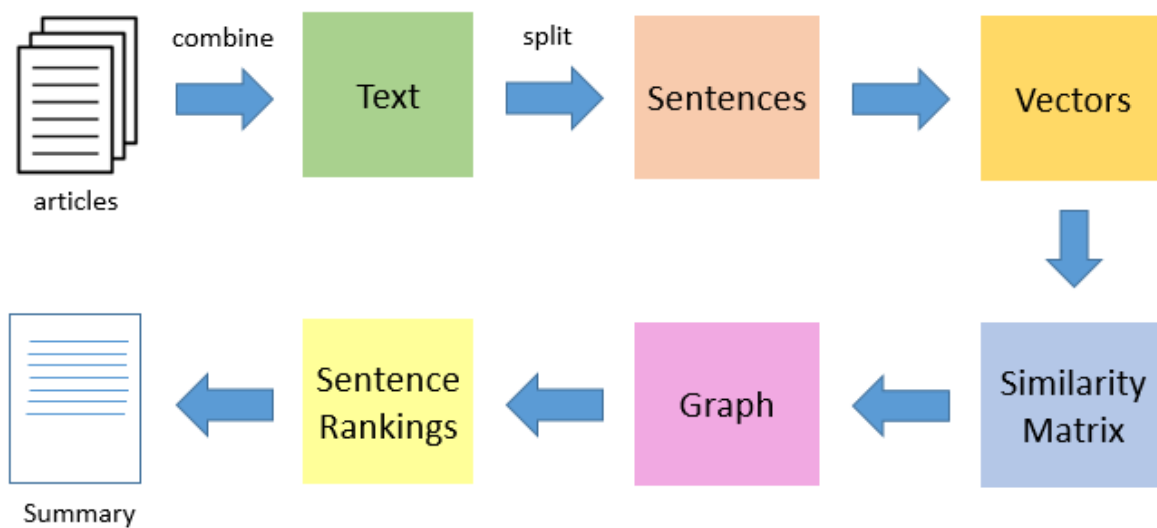 combine
split
Text
Sentences
Vectors
articles
Sentence
Rankings
Graph
Similarity
Matrix
Summary